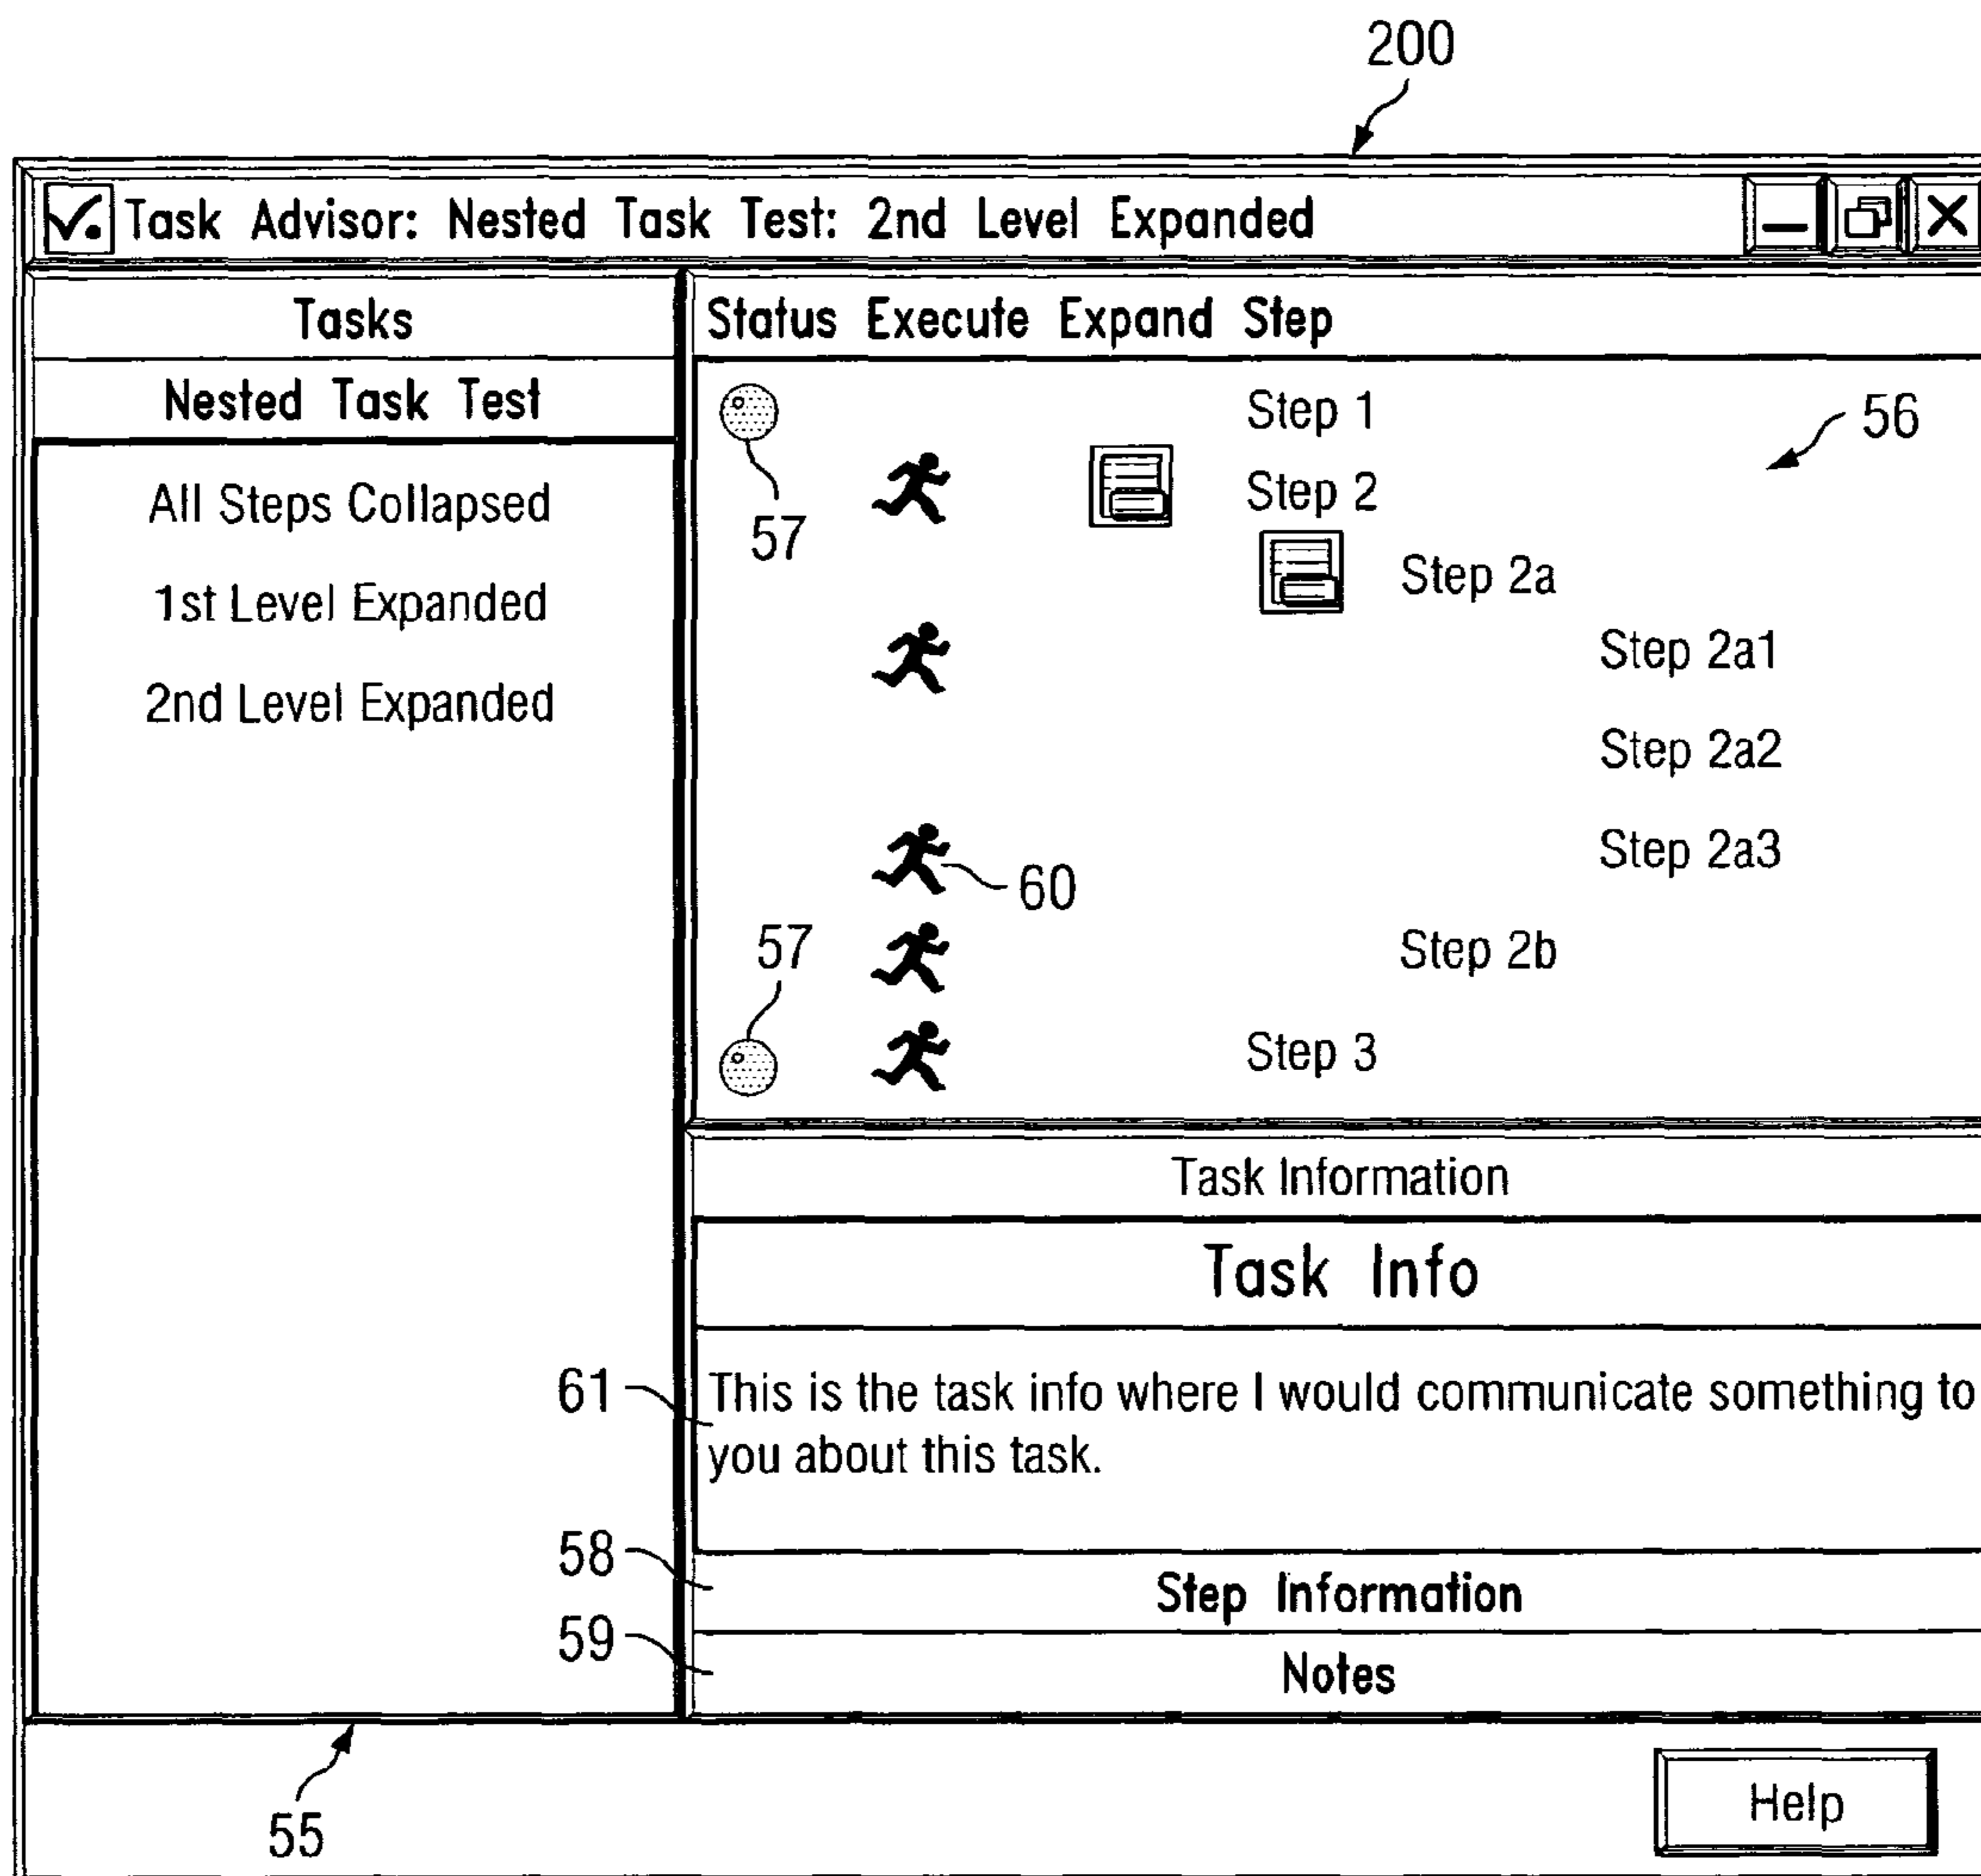 200
Task Advisor: Nested Task Test: 2nd Level Expanded
Tasks
Nested Task Test
All Steps Collapsed
1st Level Expanded
2nd Level Expanded
Status Execute Expand Step
Step 1
56
Step 2
57
Step 2a
Step 2a1
Step 2a2
Step 2a3
60
57
Step 2b
Step 3
Task Information
Task Info
61
This is the task info where I would communicate something to
you about this task.
58
Step Information
59
Notes
55
Help